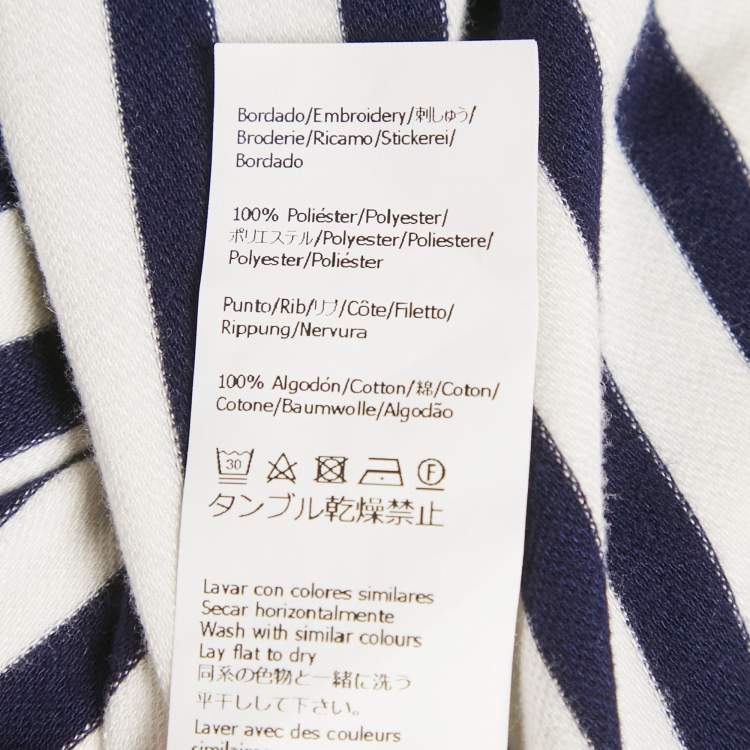 Bordado/Embroidery/刺しゅう/
Broderie/Ricamo/Stickerei/
Bordado
100% Poliéster/Polyester/
ポリエステル/Polyester/Poliestere/
Polyester/Poliéster
Punto/Rib/リブ/Côte/Filetto/
Rippung/Nervura
100% Algodón/Cotton/綿/Coton/
Cotone/Baumwolle/Algodão
30 F
タンブル乾燥禁止
Lavar con colores similares
Secar horizontalmente
Wash with similar colours
Lay flat to dry
同系の色物と一緒に洗う
平干しして下さい
Laver avec des couleurs
similaires